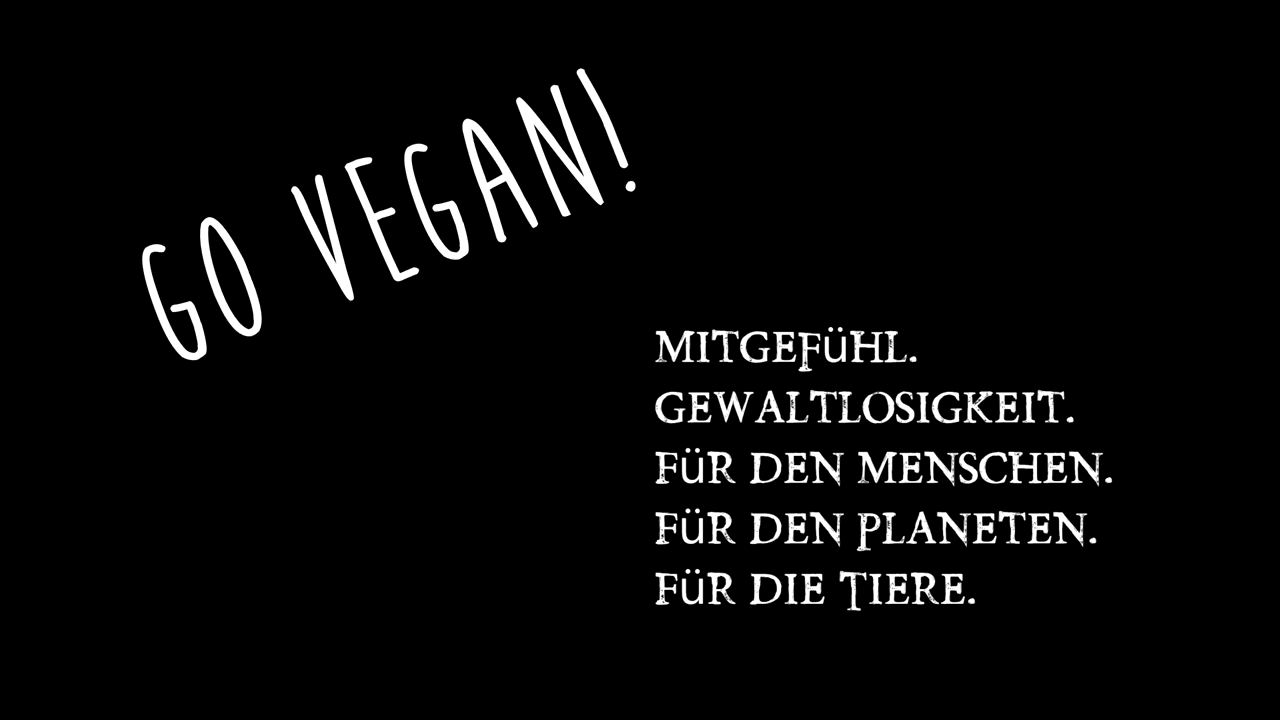 GO VEGAN!
MITGEFÜHL.
GEWALTLOSIGKEIT.
FÜR DEN MENSCHEN.
FÜR DEN PLANETEN.
FÜR DIE TIERE.